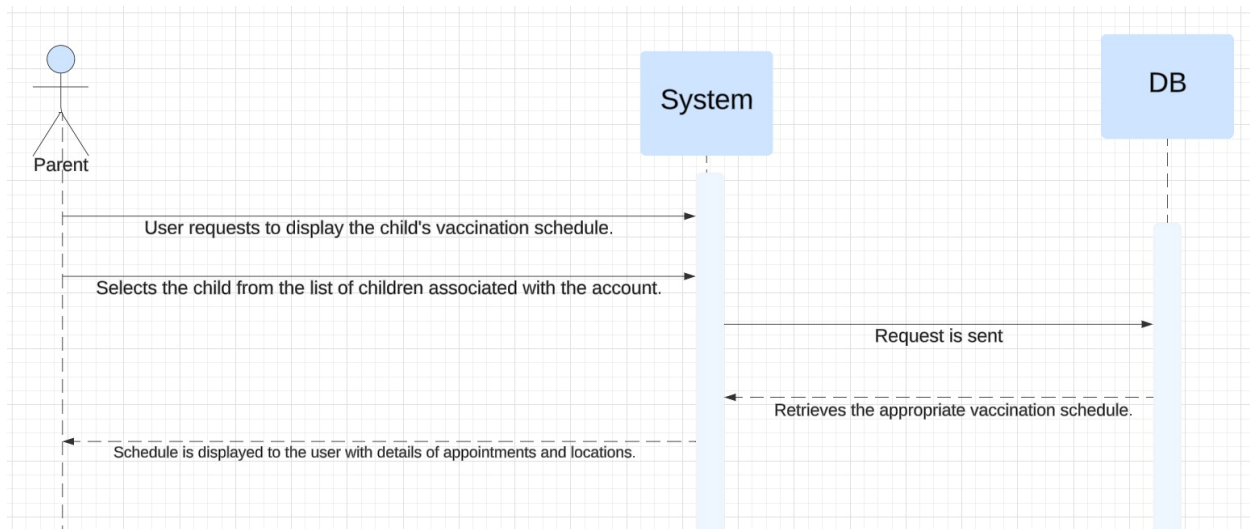 DB
System
Parent
User requests to display the child's vaccination schedule.
Selects the child from the list of children associated with the account.
Request is sent
Retrieves the appropriate vaccination schedule.
Schedule is displayed to the user with details of appointments and locations.